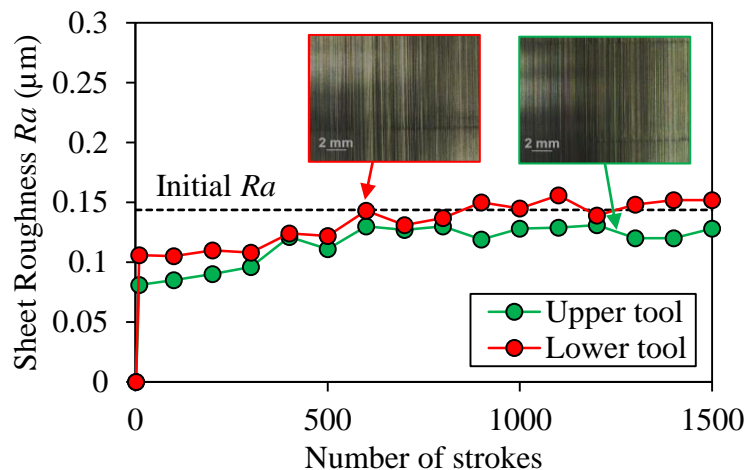 Sheet Roughness Ra (µm)
0.3
0.25
0.2
0.15
0.1
0.05
0
2 mm
2 mm
Initial Ra
Upper tool
Lower tool
0
500
1000
1500
Number of strokes